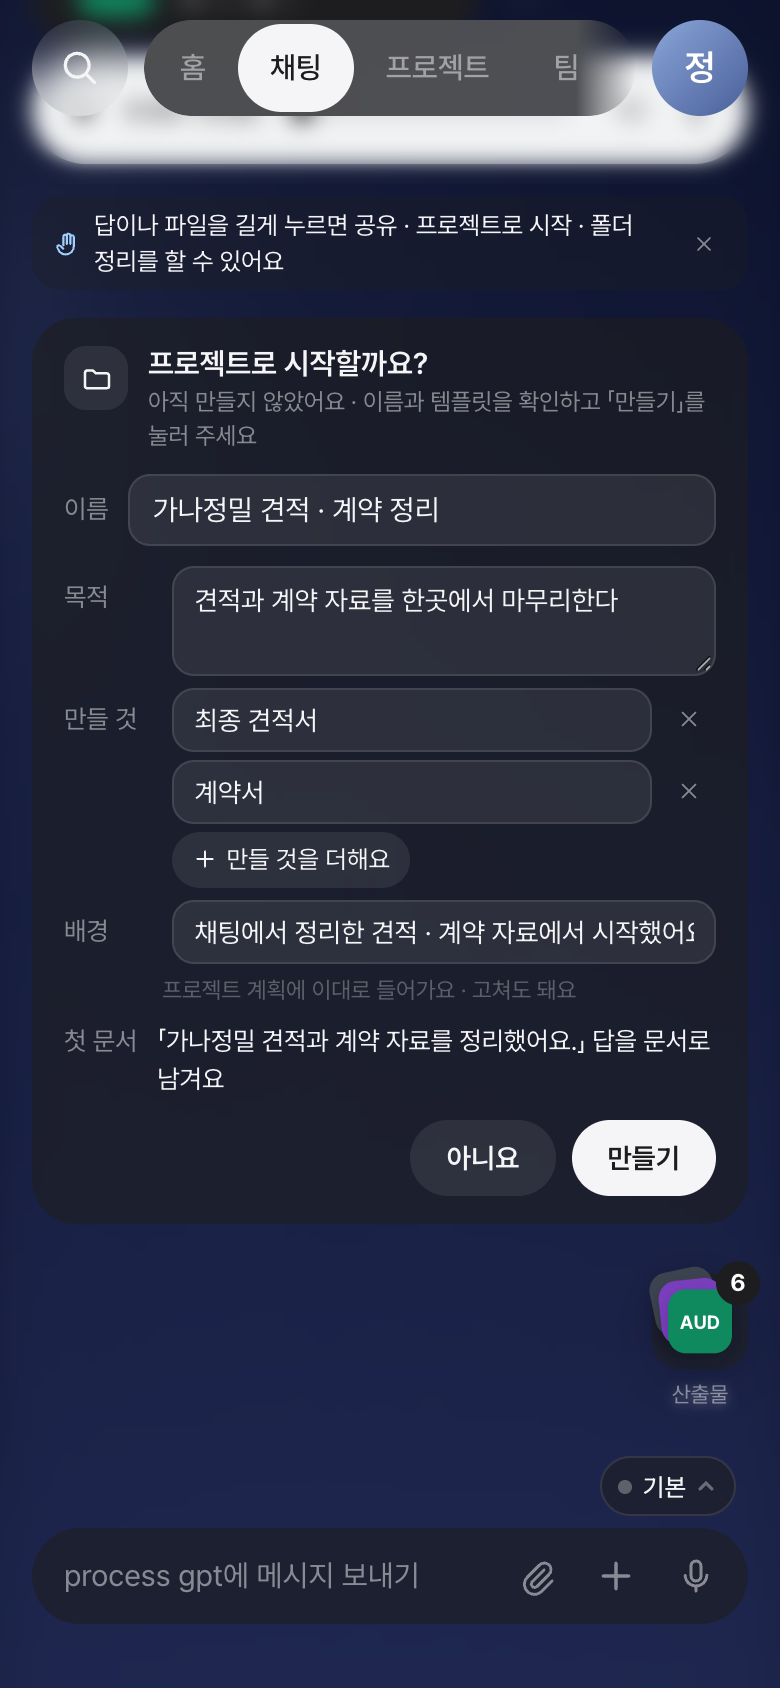 홈 채팅 프로젝트 팀 정
답이나 파일을 길게 누르면 공유 · 프로젝트로 시작 · 폴더
정리를 할 수 있어요
프로젝트로 시작할까요?
아직 만들지 않았어요 · 이름과 템플릿을 확인하고 「만들기」를
눌러 주세요
이름 가나정밀 견적 · 계약 정리
목적 견적과 계약 자료를 한곳에서 마무리한다
만들 것 최종 견적서
계약서
+ 만들 것을 더해요
배경 채팅에서 정리한 견적 · 계약 자료에서 시작했어
프로젝트 계획에 이대로 들어가요 · 고쳐도 돼요
첫 문서 「가나정밀 견적과 계약 자료를 정리했어요.」 답을 문서로
남겨요
아니요 만들기
6
AUD
산출물
기본
process gpt에 메시지 보내기